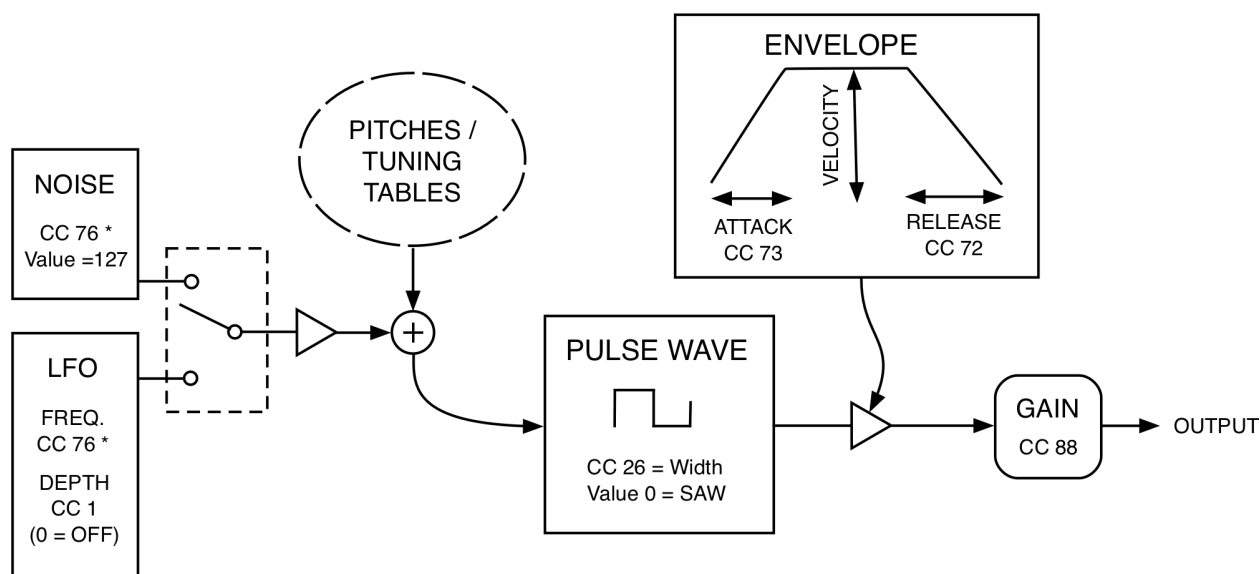 NOISE
CC 76 *
Value =127
LFO
FREQ.
CC 76 *
DEPTH
CC 1
(0 = OFF)
PITCHES /
TUNING
TABLES
+
PULSE WAVE
CC 26 = Width
Value 0 = SAW
ENVELOPE
VELOCITY
ATTACK
CC 73
RELEASE
CC 72
GAIN
CC 88
OUTPUT